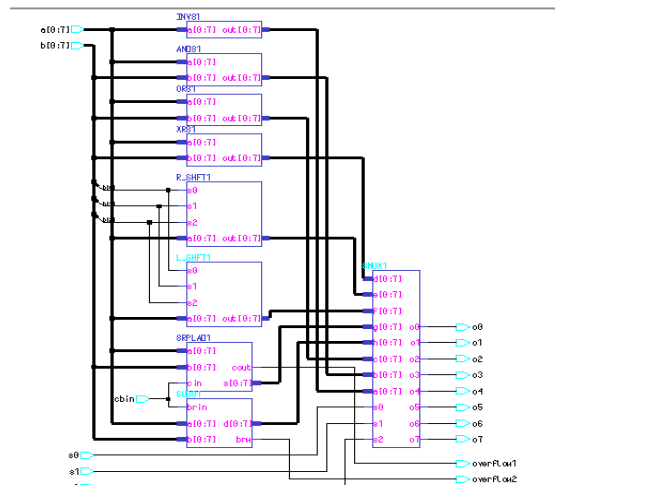 INV81
a[0:7] a[0:7] out[0:7]
b[0:7]
AND81
a[0:7]
b[0:7] out[0:7]
OR81
a[0:7]
b[0:7] out[0:7]
XR81
a[0:7]
b[0:7] out[0:7]
R_SHFT1
s0
s1
s2
a[0:7] out[0:7]
L_SHFT1
s0
s1
s2
a[0:7] out[0:7]
d[0:7]
e[0:7]
f[0:7]
g[0:7] o0 o0
h[0:7] o1 o1
c[0:7] o2 o2
b[0:7] o3 o3
a[0:7] o4 o4
s0 o5 o5
s1 o6 o6
s2 o7 o7
8RPLAD1
a[0:7]
b[0:7] cout
cin s[0:7]
cbin
brin
a[0:7] d[0:7]
b[0:7] brw
s0
s1
overflow1
overflow2